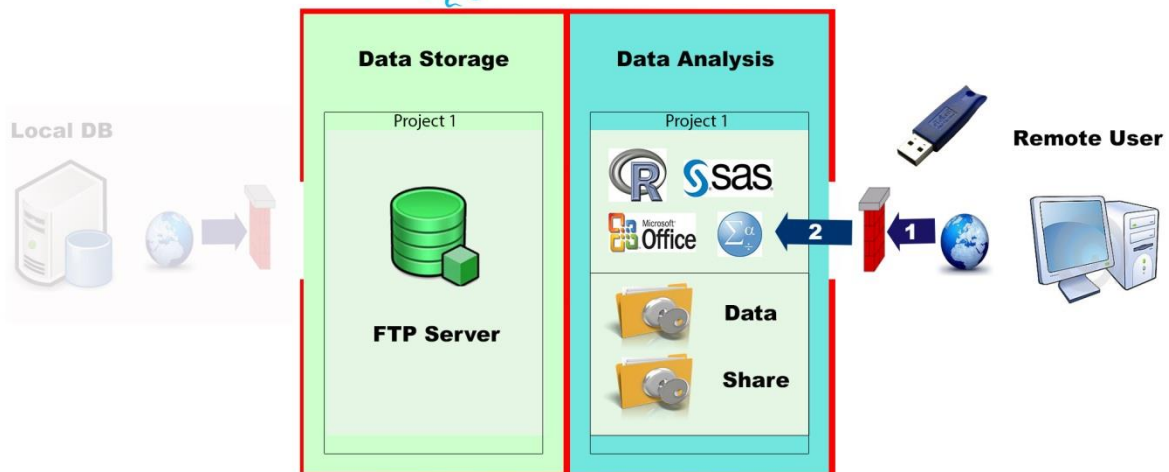 Data Storage
Data Analysis
Local DB
Project 1
Project 1
Remote User
R
sas
Microsoft
Office
Σ α ÷
2
1
FTP Server
Data
Share